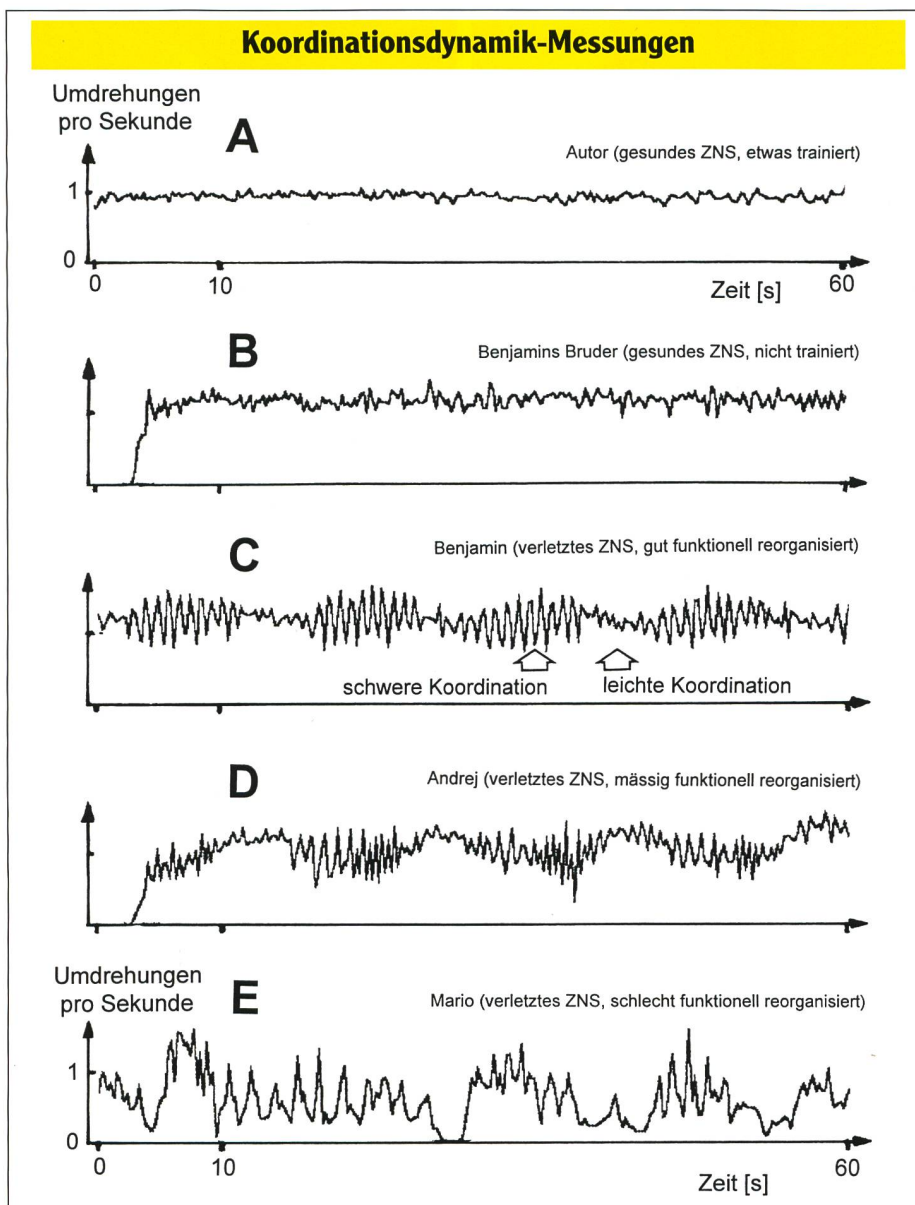 Koordinationsdynamik-Messungen
Umdrehungen
pro Sekunde
A
Autor (gesundes ZNS, etwas trainiert)
1
0
0
10
Zeit [s]
60
B
Benjamins Bruder (gesundes ZNS, nicht trainiert)
C
Benjamin (verletztes ZNS, gut funktionell reorganisiert)
schwere Koordination
leichte Koordination
D
Andrej (verletztes ZNS, mässig funktionell reorganisiert)
Umdrehungen
pro Sekunde
E
Mario (verletztes ZNS, schlecht funktionell reorganisiert)
1
0
0
10
Zeit [s]
60